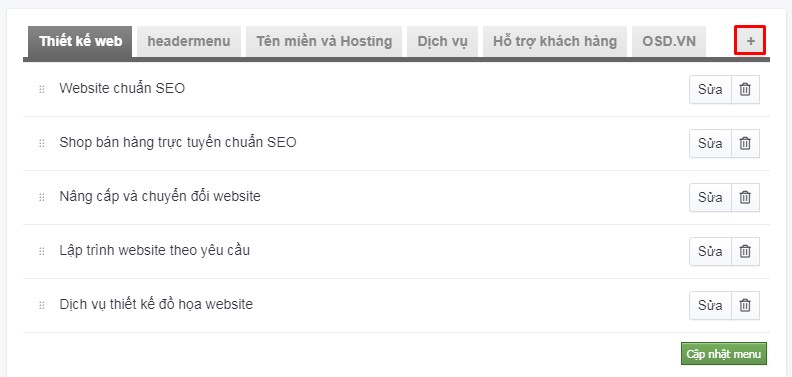 Thiết kế web headermenu Tên miền và Hosting Dịch vụ Hỗ trợ khách hàng OSD.VN +
Website chuẩn SEO Sửa
Shop bán hàng trực tuyến chuẩn SEO Sửa
Nâng cấp và chuyển đổi website Sửa
Lập trình website theo yêu cầu Sửa
Dịch vụ thiết kế đồ họa website Sửa
Cập nhật menu